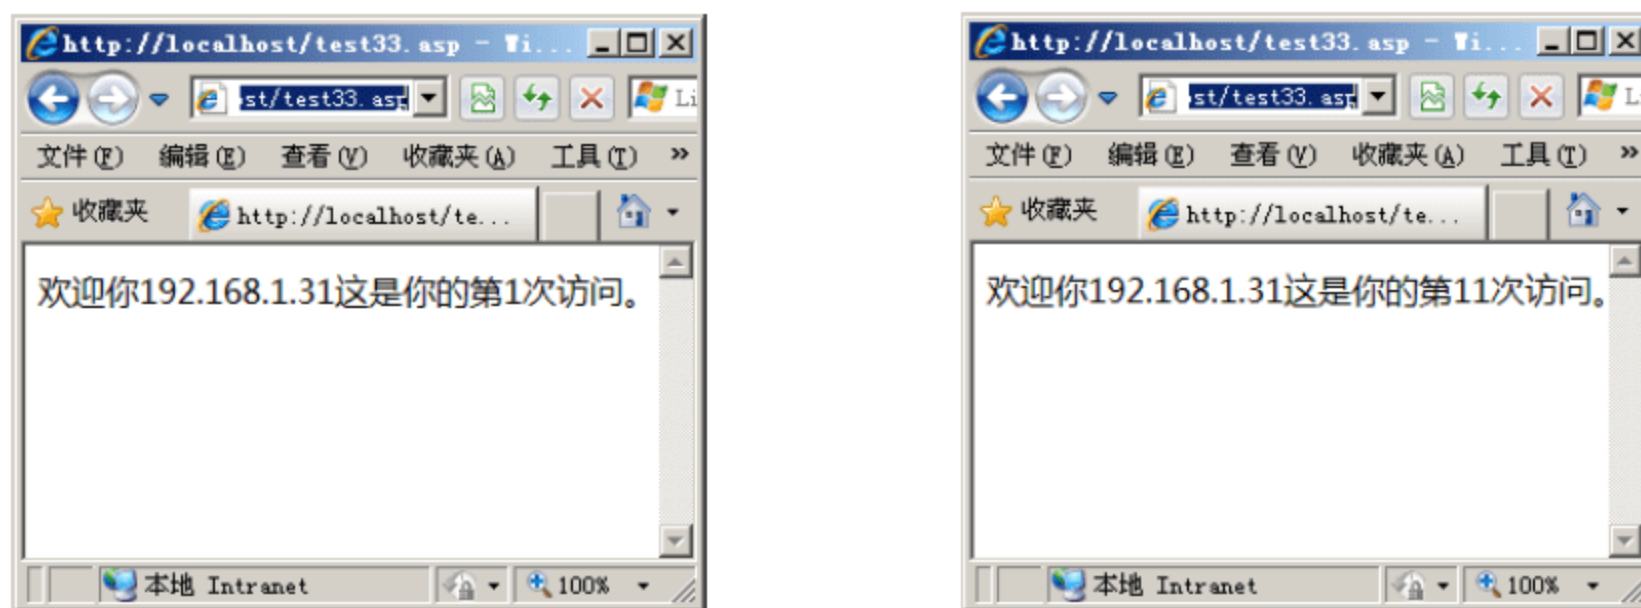 http://localhost/test33.asp - Wi...
st/test33.asp
Li
文件(F) 编辑(E) 查看(V) 收藏夹(A) 工具(T) »
收藏夹 http://localhost/te...
欢迎你192.168.1.31这是你的第1次访问。
本地 Intranet 100%
http://localhost/test33.asp - Wi...
st/test33.asp
L
文件(F) 编辑(E) 查看(V) 收藏夹(A) 工具(T) »
收藏夹 http://localhost/te...
欢迎你192.168.1.31这是你的第11次访问。
本地 Intranet 100%